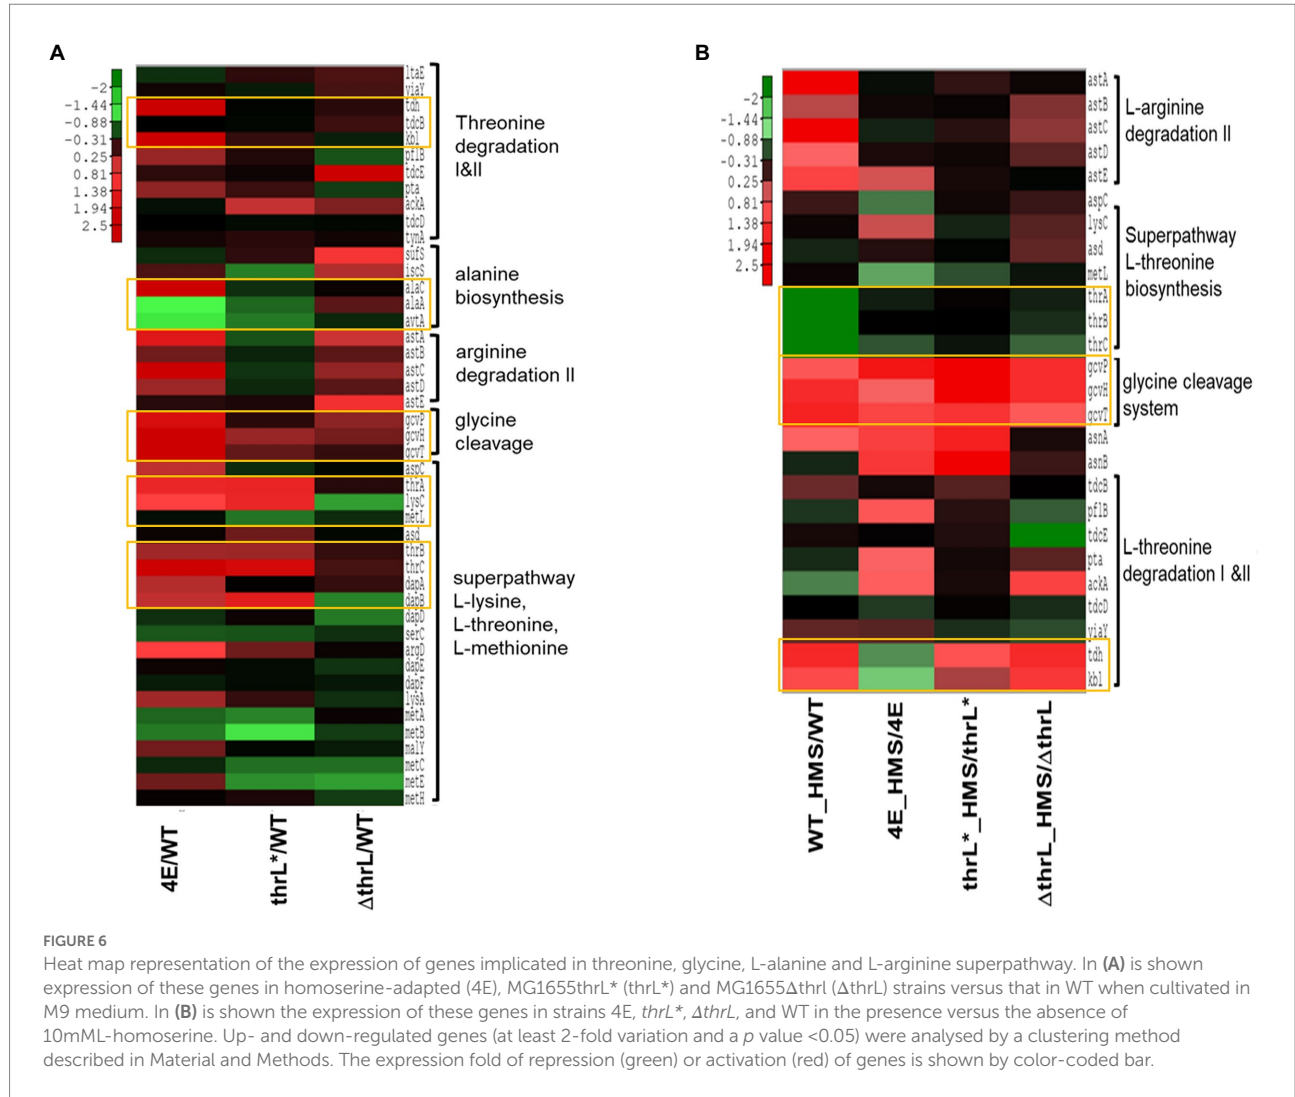 A
-2
-1.44
-0.88
-0.31
0.25
0.81
1.38
1.94
2.5
ltaE
yiaY
tdh
tdcB
kbl
pflB
tdcE
pta
ackA
tdcD
tynA
sufS
iscS
alaC
alaA
avtA
astA
astB
astC
astD
astE
gcvP
gcvH
gcvT
aspC
thrA
lysC
metL
asd
thrB
thrC
dapA
dapB
dapD
serC
argD
dapE
dapF
lysA
metA
metB
malY
metC
metE
metH
Threonine
degradation
I&II
alanine
biosynthesis
arginine
degradation II
glycine
cleavage
superpathway
L-lysine,
L-threonine,
L-methionine
4E/WT
thrL*/WT
ΔthrL/WT
B
-2
-1.44
-0.88
-0.31
0.25
0.81
1.38
1.94
2.5
astA
astB
astC
astD
astE
aspC
lysC
asd
metL
thrA
thrB
thrC
gcvP
gcvH
gcvT
asnA
asnB
tdcB
pflB
tdcE
pta
ackA
tdcD
yiaY
tdh
kbl
L-arginine
degradation II
Superpathway
L-threonine
biosynthesis
glycine cleavage
system
L-threonine
degradation I &II
WT_HMS/WT
4E_HMS/4E
thrL*_HMS/thrL*
ΔthrL_HMS/ΔthrL
FIGURE 6
Heat map representation of the expression of genes implicated in threonine, glycine, L-alanine and L-arginine superpathway. In (A) is shown
expression of these genes in homoserine-adapted (4E), MG1655thrL* (thrL*) and MG1655Δthrl (ΔthrL) strains versus that in WT when cultivated in
M9 medium. In (B) is shown the expression of these genes in strains 4E, thrL*, ΔthrL, and WT in the presence versus the absence of
10mML-homoserine. Up- and down-regulated genes (at least 2-fold variation and a p value <0.05) were analysed by a clustering method
described in Material and Methods. The expression fold of repression (green) or activation (red) of genes is shown by color-coded bar.